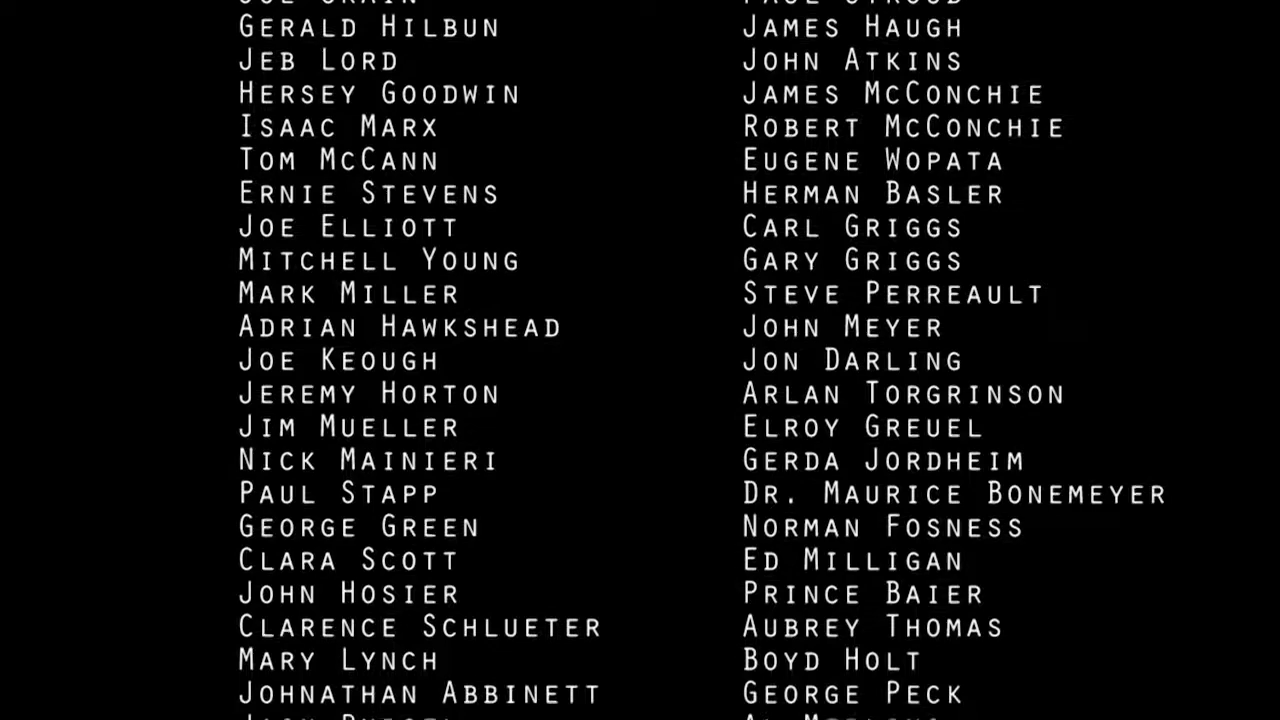 Gerald Hilbun
Jeb Lord
Hersey Goodwin
Isaac Marx
Tom McCann
Ernie Stevens
Joe Elliott
Mitchell Young
Mark Miller
Adrian Hawkshead
Joe Keough
Jeremy Horton
Jim Mueller
Nick Mainieri
Paul Stapp
George Green
Clara Scott
John Hosier
Clarence Schlueter
Mary Lynch
Johnathan Abbinett
James Haugh
John Atkins
James McConchie
Robert McConchie
Eugene Wopata
Herman Basler
Carl Griggs
Gary Griggs
Steve Perreault
John Meyer
Jon Darling
Arlan Torgrinson
Elroy Greuel
Gerda Jordheim
Dr. Maurice Bonemeyer
Norman Fosness
Ed Milligan
Prince Baier
Aubrey Thomas
Boyd Holt
George Peck